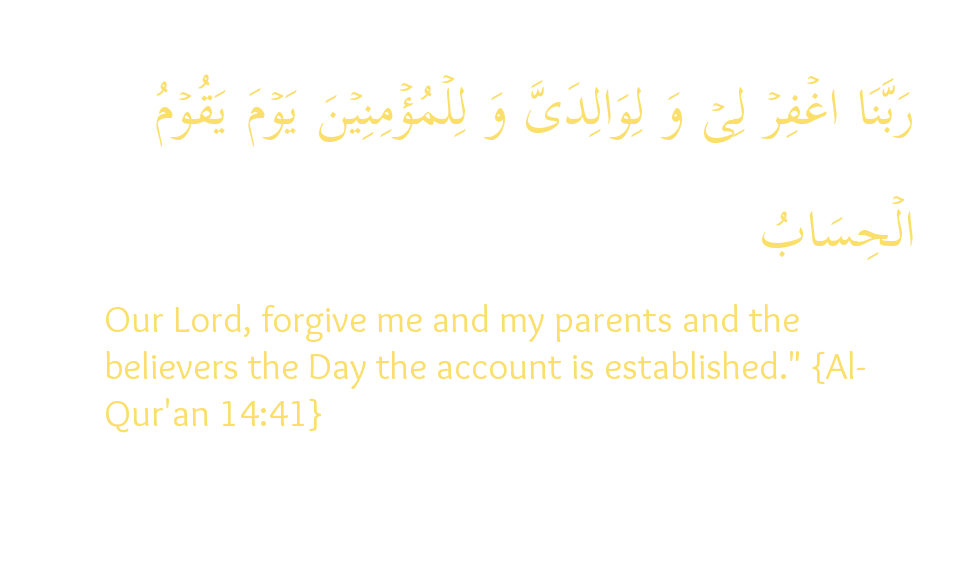 رَبَّنَا اغۡفِرۡ لِىۡ وَ لِوَالِدَىَّ وَ لِلۡمُؤۡمِنِيۡنَ يَوۡمَ يَقُوۡمُ
الۡحِسَابُ
Our Lord, forgive me and my parents and the
believers the Day the account is established." {Al-
Qur'an 14:41}